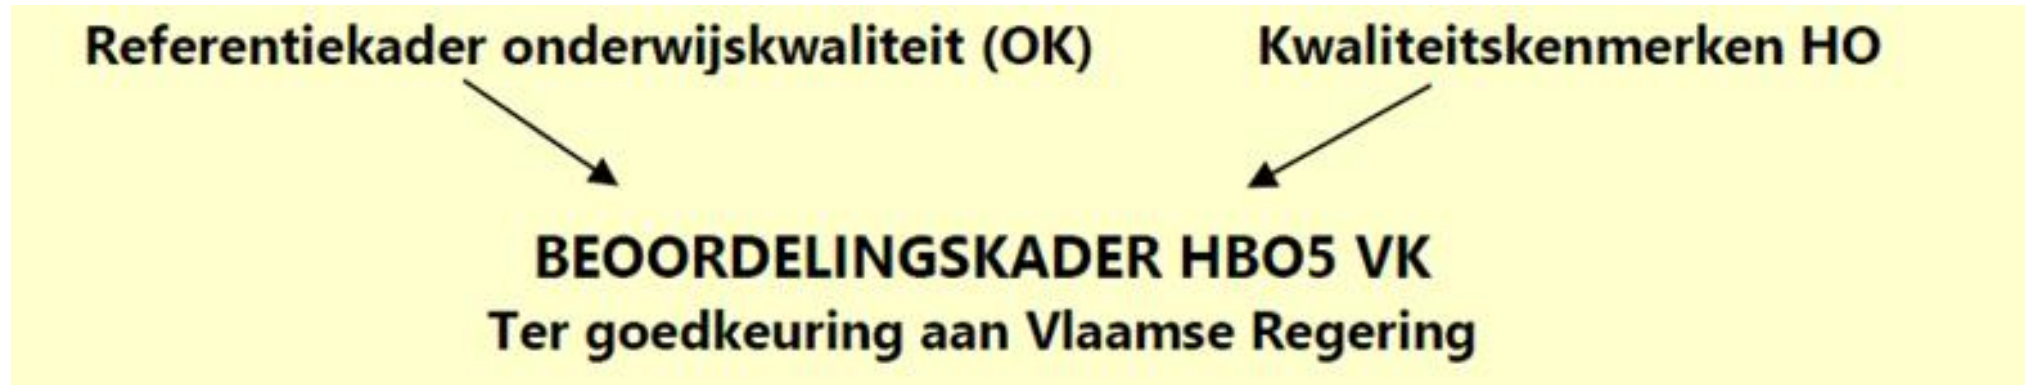 Referentiekader onderwijskwaliteit (OK) Kwaliteitskenmerken HO
BEOORDELINGSKADER HBO5 VK
Ter goedkeuring aan Vlaamse Regering